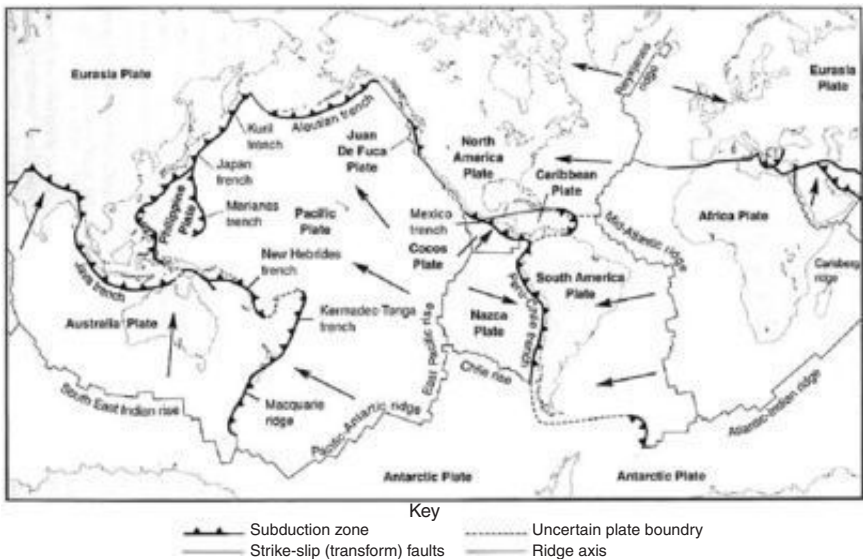 Eurasia Plate
Eurasia
Plate
Reykjanes
ridge
Kuril
trench
Aleutian trench
Juan
De Fuca
Plate
North
America
Plate
Japan
trench
Philippine
Plate
Marianas
trench
Pacific
Plate
Mexico
trench
Caribbean
Plate
Cocos
Plate
Mid-Atlantic ridge
Africa Plate
Carlsberg
ridge
New Hebrides
trench
Java trench
Australia Plate
Kermadec Tonga
trench
East Pacific rise
Nazca
Plate
South America
Plate
Chile rise
South East Indian rise
Macquarie
ridge
Pacific Antarctic ridge
Atlantic-Indian ridge
Antarctic Plate
Antarctic Plate
Key
Subduction zone
Uncertain plate boundry
Strike-slip (transform) faults
Ridge axis